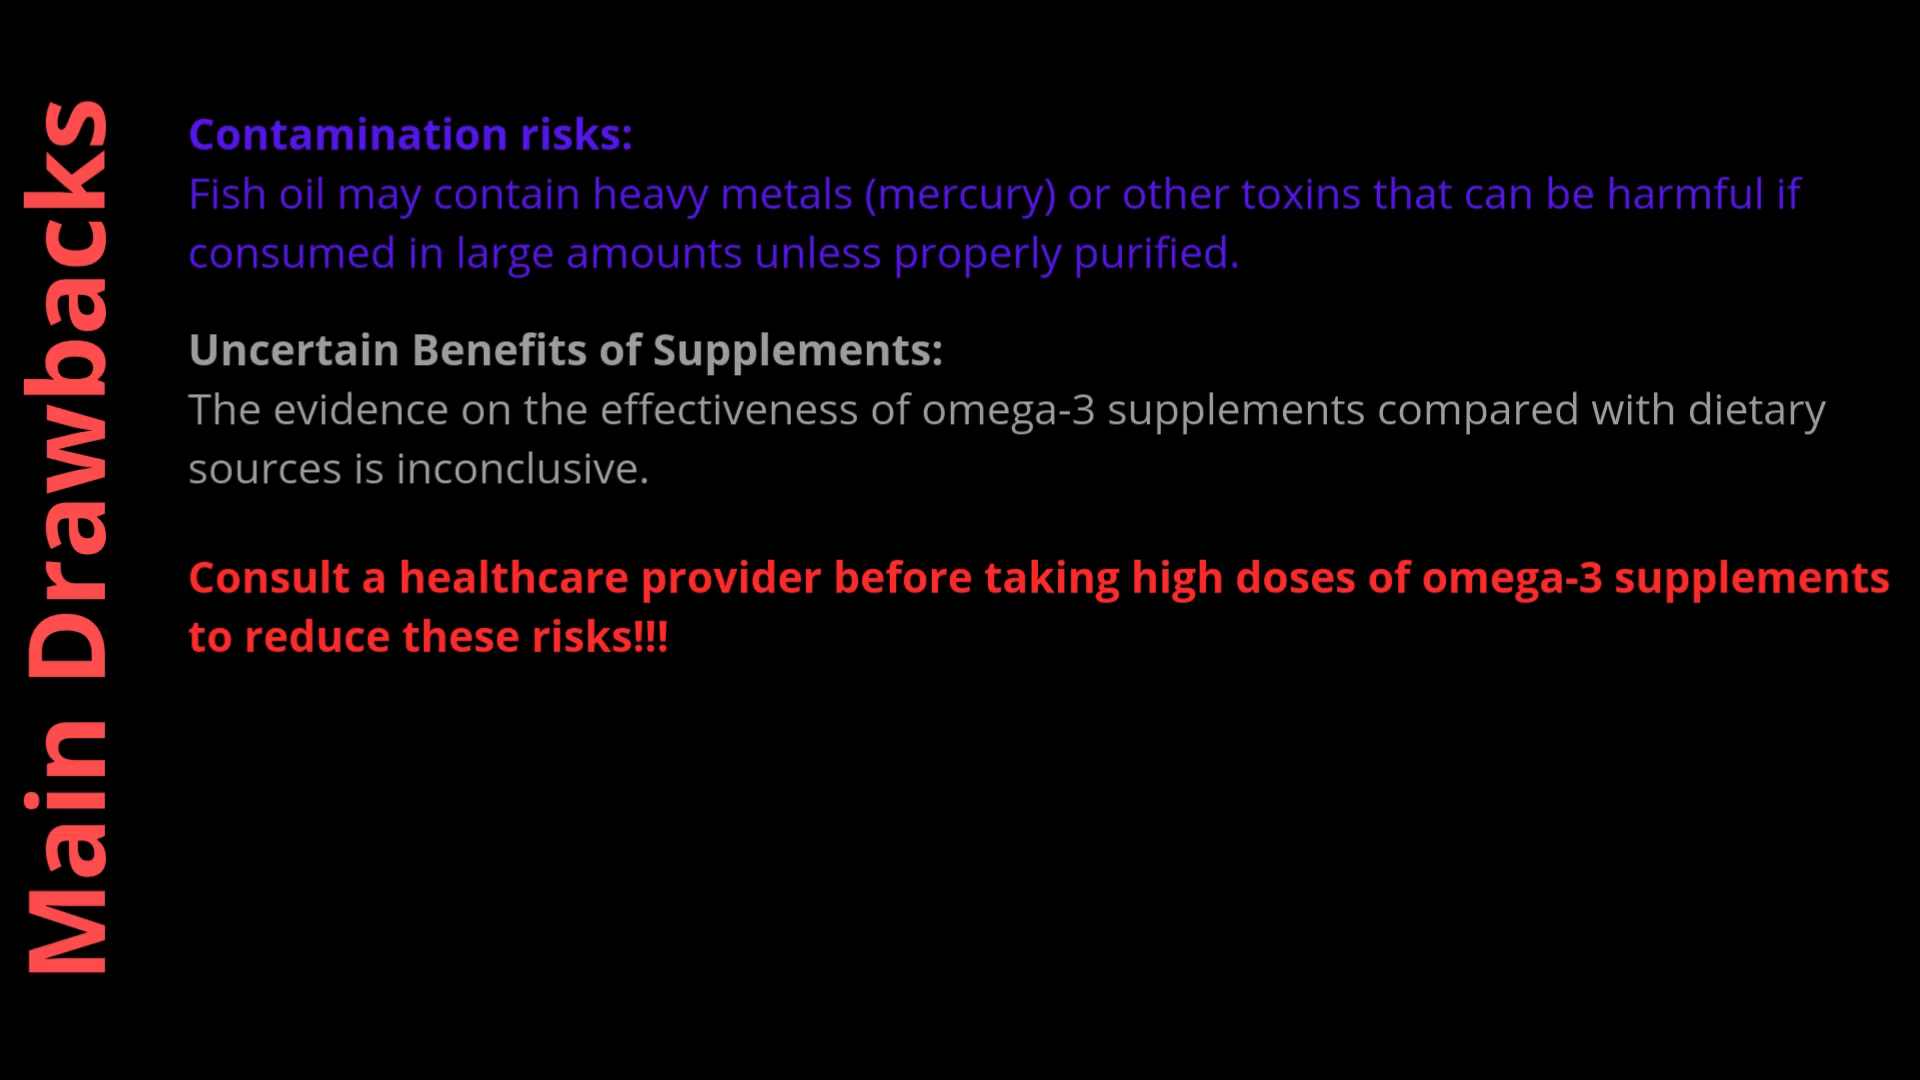 Main Drawbacks
Contamination risks:
Fish oil may contain heavy metals (mercury) or other toxins that can be harmful if
consumed in large amounts unless properly purified.
Uncertain Benefits of Supplements:
The evidence on the effectiveness of omega-3 supplements compared with dietary
sources is inconclusive.
Consult a healthcare provider before taking high doses of omega-3 supplements
to reduce these risks!!!